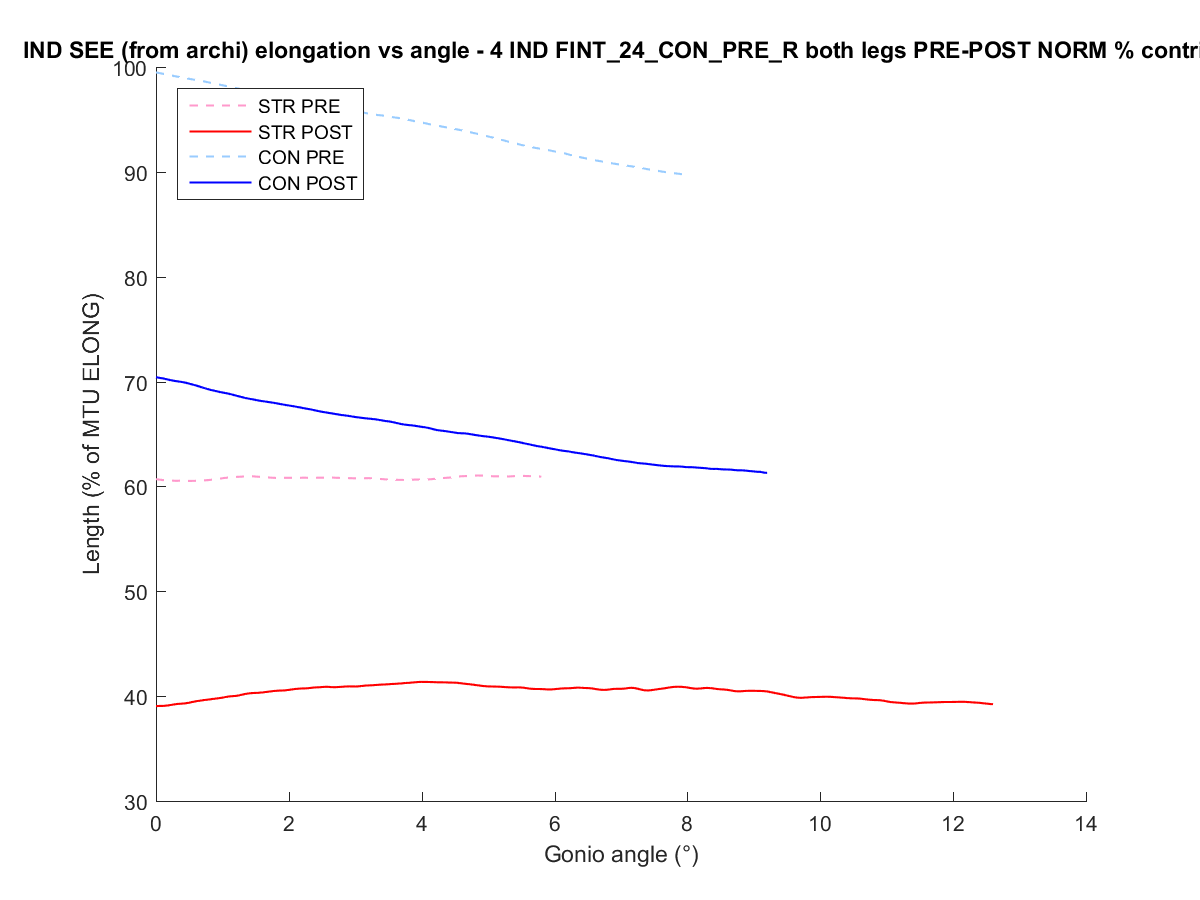 IND SEE (from archi) elongation vs angle - 4 IND FINT_24_CON_PRE_R both legs PRE-POST NORM % contri
100
90
80
70
60
50
40
30
Length (% of MTU ELONG)
STR PRE
STR POST
CON PRE
CON POST
0 2 4 6 8 10 12 14
Gonio angle (°)